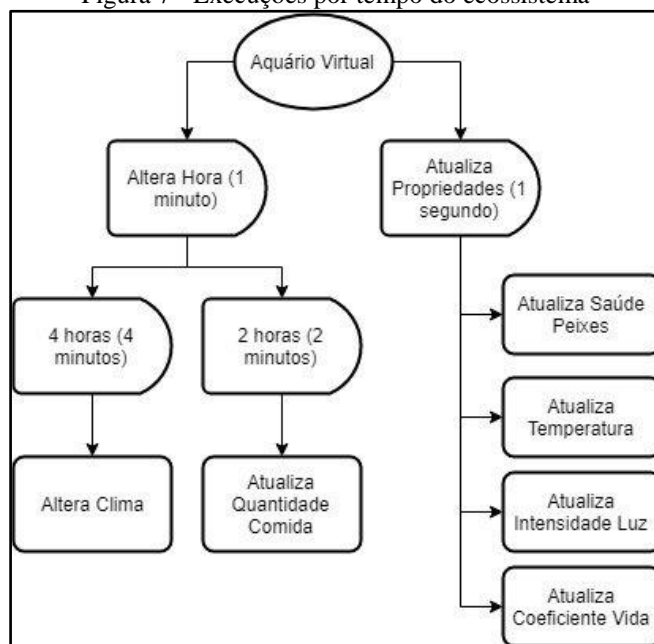 Figura 7 - Execuções por tempo do ecossistema
Aquário Virtual
Altera Hora (1
minuto)
Atualiza
Propriedades (1
segundo)
4 horas (4
minutos)
2 horas (2
minutos)
Altera Clima
Atualiza
Quantidade
Comida
Atualiza Saúde
Peixes
Atualiza
Temperatura
Atualiza
Intensidade Luz
Atualiza
Coeficiente Vida